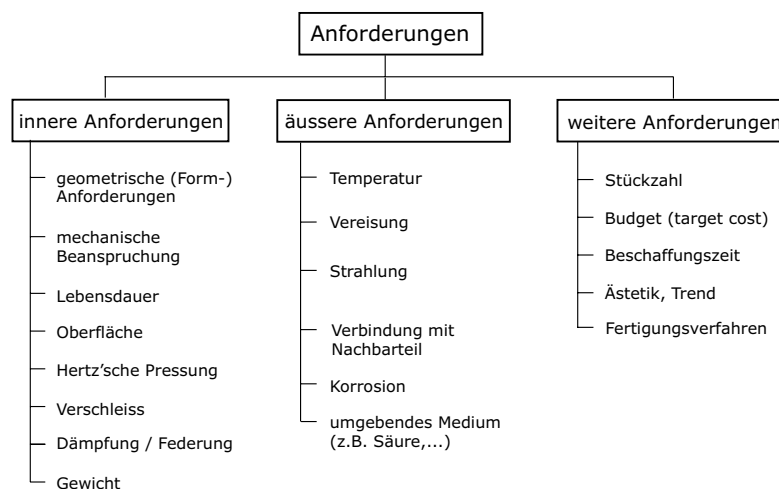 Anforderungen
innere Anforderungen
geometrische (Form-)
Anforderungen
mechanische
Beanspruchung
Lebensdauer
Oberfläche
Hertz'sche Pressung
Verschleiss
Dämpfung / Federung
Gewicht
äussere Anforderungen
Temperatur
Vereisung
Strahlung
Verbindung mit
Nachbarteil
Korrosion
umgebendes Medium
(z.B. Säure,...)
weitere Anforderungen
Stückzahl
Budget (target cost)
Beschaffungszeit
Ästetik, Trend
Fertigungsverfahren